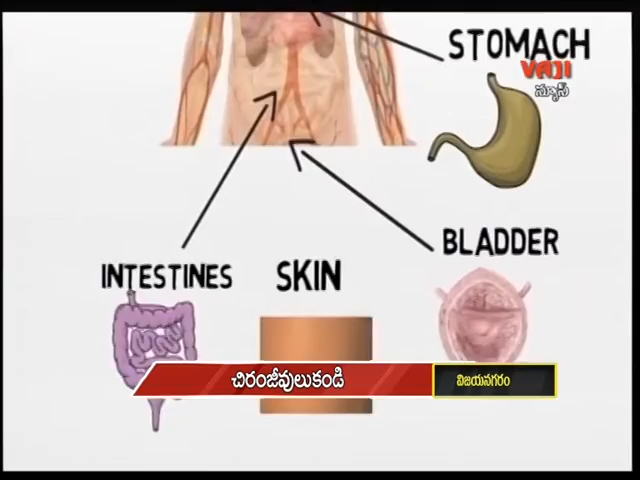 STOMACH
VAJI
న్యూస్
BLADDER
INTESTINES
SKIN
చిరంజీవులుకండి
విజయనగరం